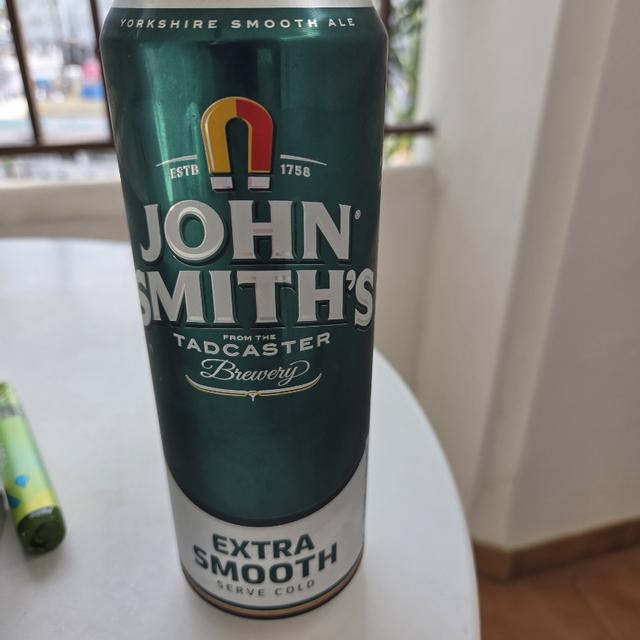 YORKSHIRE SMOOTH ALE
ESTB 1758
JOHN
SMITH'S
FROM THE
TADCASTER
Brewery
EXTRA
SMOOTH
SERVE COLD